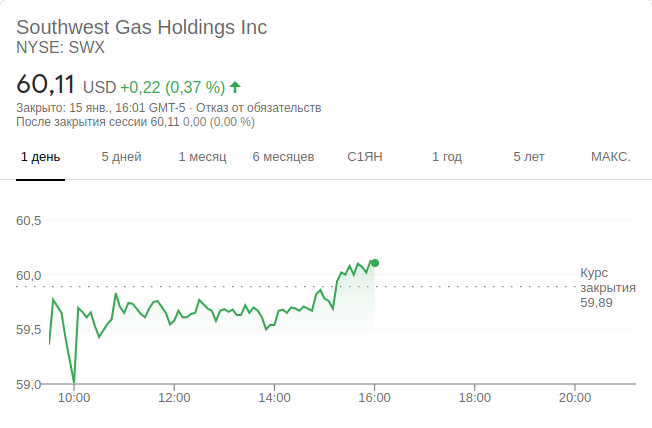 Southwest Gas Holdings Inc
NYSE: SWX
60,11 USD +0,22 (0,37 %)
Закрыто: 15 янв., 16:01 GMT-5 · Отказ от обязательств
После закрытия сессии 60,11 0,00 (0,00 %)
1 день 5 дней 1 месяц 6 месяцев С1ЯН 1 год 5 лет МАКС.
60,5
60,0
Курс
закрытия
59,89
59,5
59,0
10:00 12:00 14:00 16:00 18:00 20:00